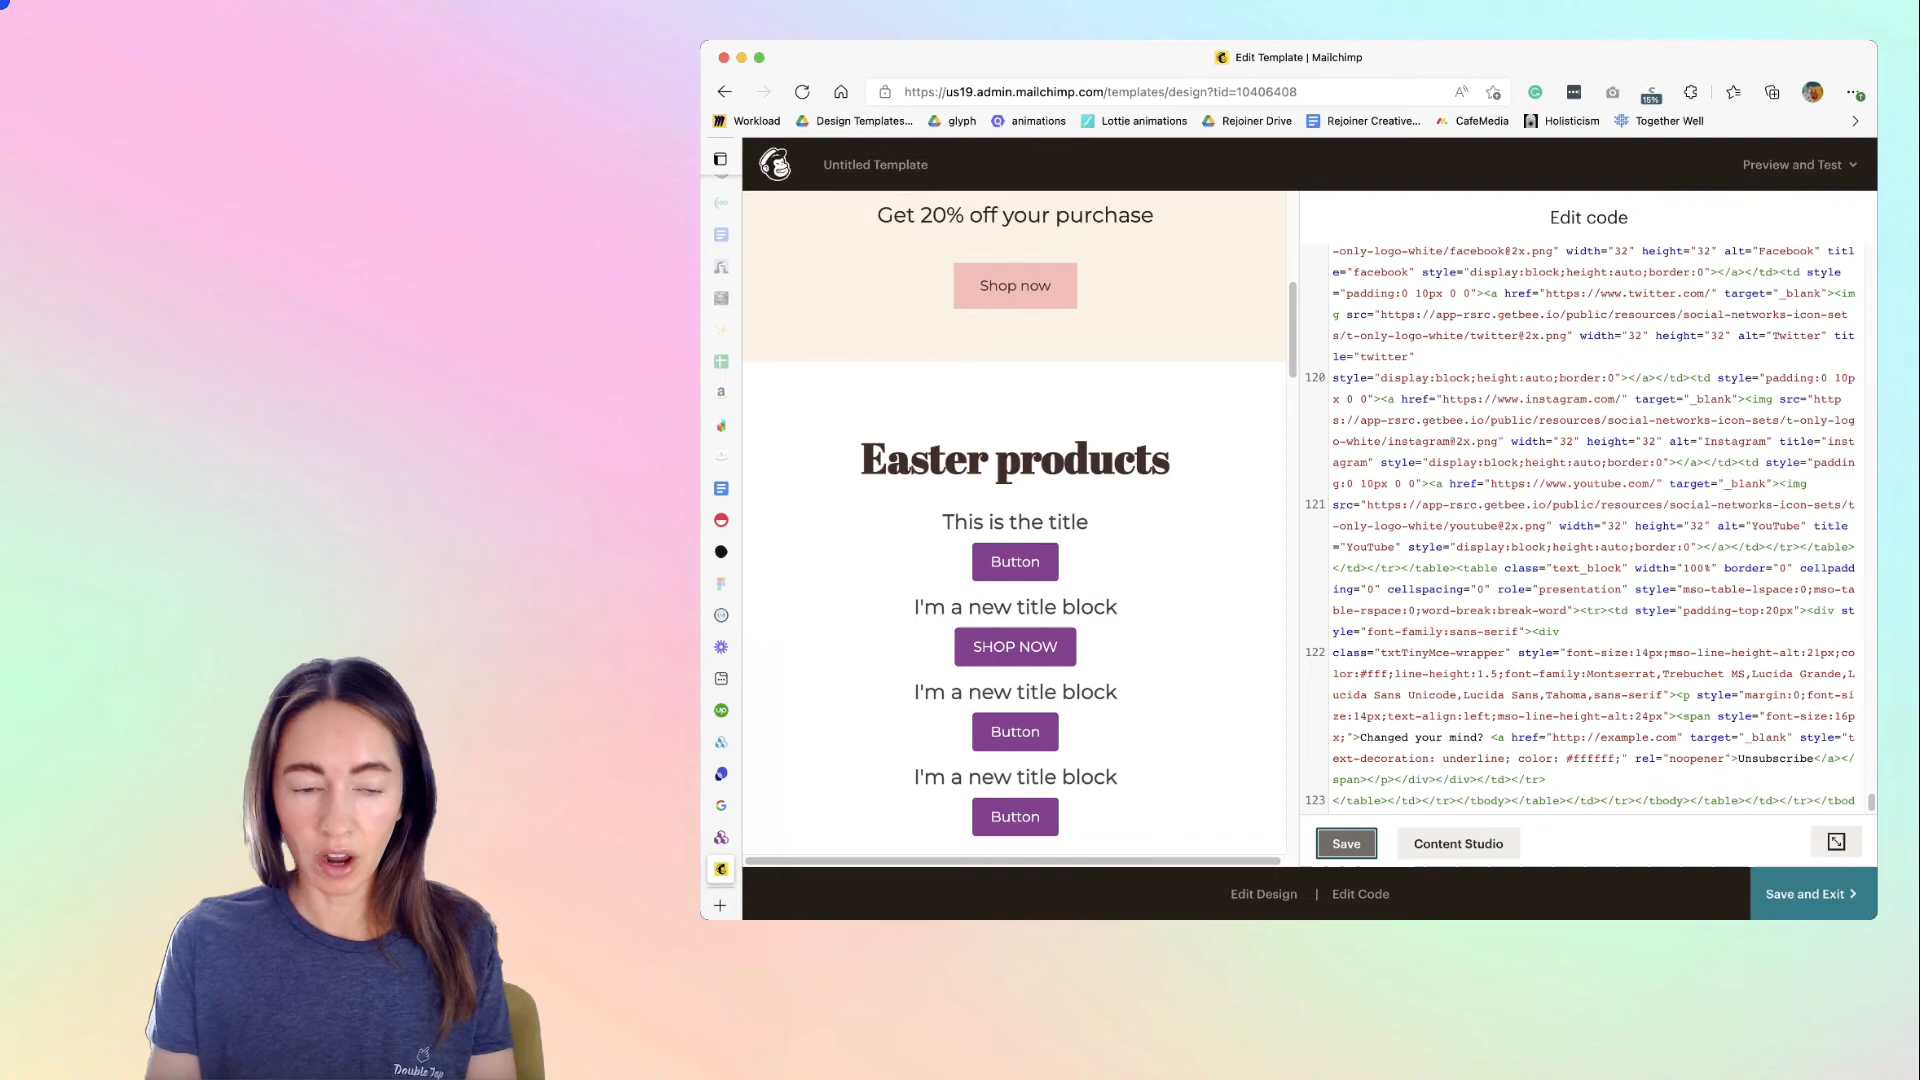 Edit Template | Mailchimp
https://us19.admin.mailchimp.com/templates/design?tid=10406408
15%
Workload
Design Templates...
glyph
animations
Lottie animations
Rejoiner Drive
Rejoiner Creative...
CafeMedia
Holisticism
Together Well
Untitled Template
Preview and Test
Get 20% off your purchase
Shop now
Easter products
This is the title
Button
I'm a new title block
SHOP NOW
I'm a new title block
Button
I'm a new title block
Button
Edit code
-only-logo-white/facebook@2x.png" width="32" height="32" alt="Facebook" titl
e="facebook" style="display:block;height:auto;border:0"></a></td><td style
="padding:0 10px 0 0"><a href="https://www.twitter.com/" target="_blank"><im
g src="https://app-rsrc.getbee.io/public/resources/social-networks-icon-set
s/t-only-logo-white/twitter@2x.png" width="32" height="32" alt="Twitter" tit
le="twitter"
120 style="display:block;height:auto;border:0"></a></td><td style="padding:0 10p
x 0 0"><a href="https://www.instagram.com/" target="_blank"><img src="http
s://app-rsrc.getbee.io/public/resources/social-networks-icon-sets/t-only-log
o-white/instagram@2x.png" width="32" height="32" alt="Instagram" title="inst
agram" style="display:block;height:auto;border:0"></a></td><td style="paddin
g:0 10px 0 0"><a href="https://www.youtube.com/" target="_blank"><img
121 src="https://app-rsrc.getbee.io/public/resources/social-networks-icon-sets/t
-only-logo-white/youtube@2x.png" width="32" height="32" alt="YouTube" title
="YouTube" style="display:block;height:auto;border:0"></a></td></tr></table>
</td></tr></table><table class="text_block" width="100%" border="0" cellpadd
ing="0" cellspacing="0" role="presentation" style="mso-table-lspace:0;mso-ta
ble-rspace:0;word-break:break-word"><tr><td style="padding-top:20px"><div st
yle="font-family:sans-serif"><div
122 class="txtTinyMce-wrapper" style="font-size:14px;mso-line-height-alt:21px;co
lor:#fff;line-height:1.5;font-family:Montserrat,Trebuchet MS,Lucida Grande,L
ucida Sans Unicode,Lucida Sans,Tahoma,sans-serif"><p style="margin:0;font-si
ze:14px;text-align:left;mso-line-height-alt:24px"><span style="font-size:16p
x;">Changed your mind? <a href="http://example.com" target="_blank" style="t
ext-decoration: underline; color: #ffffff;" rel="noopener">Unsubscribe</a></
span></p></div></div></td></tr>
123 </table></td></tr></tbody></table></td></tr></tbody></table></td></tr></tbod
Save
Content Studio
Edit Design | Edit Code
Save and Exit
Double Tap